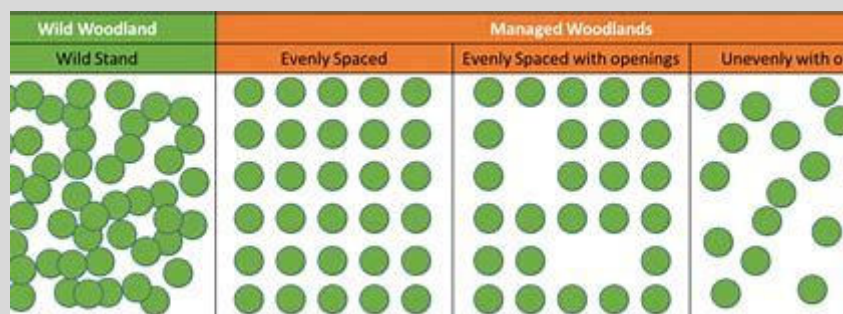 Wild Woodland
Managed Woodlands
Wild Stand
Evenly Spaced
Evenly Spaced with openings
Unevenly with o